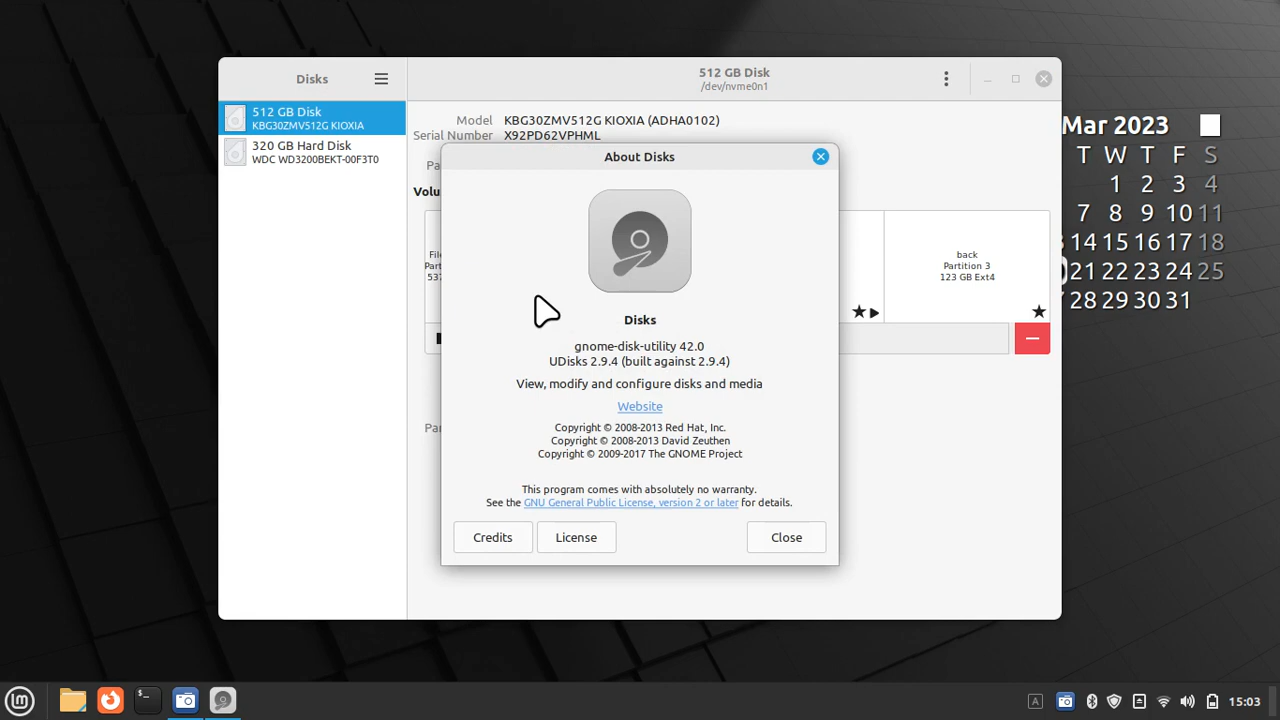 Disks
512 GB Disk
/dev/nvme0n1
512 GB Disk
KBG30ZMV512G KIOXIA
320 GB Hard Disk
WDC WD3200BEKT-00F3T0
Model KBG30ZMV512G KIOXIA (ADHA0102)
Serial Number X92PD62VPHML
Pa
Volu
Fil
Part
537
back
Partition 3
123 GB Ext4
Par
About Disks
Disks
gnome-disk-utility 42.0
UDisks 2.9.4 (built against 2.9.4)
View, modify and configure disks and media
Website
Copyright © 2008-2013 Red Hat, Inc.
Copyright © 2008-2013 David Zeuthen
Copyright © 2009-2017 The GNOME Project
This program comes with absolutely no warranty.
See the GNU General Public License, version 2 or later for details.
Credits License Close
Mar 2023
T W T F S
1 2 3 4
7 8 9 10 11
14 15 16 17 18
21 22 23 24 25
28 29 30 31
A
15:03